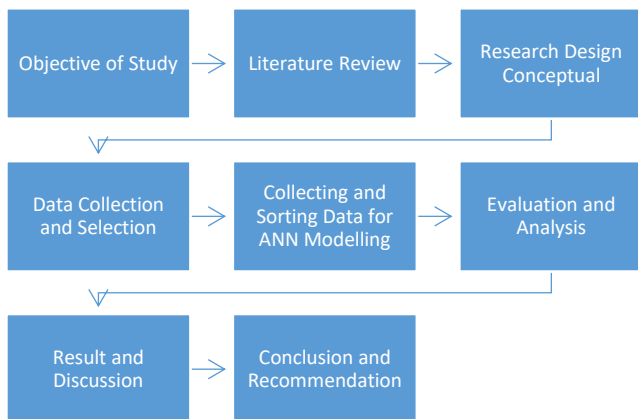 Objective of Study
Literature Review
Research Design
Conceptual
Data Collection
and Selection
Collecting and
Sorting Data for
ANN Modelling
Evaluation and
Analysis
Result and
Discussion
Conclusion and
Recommendation